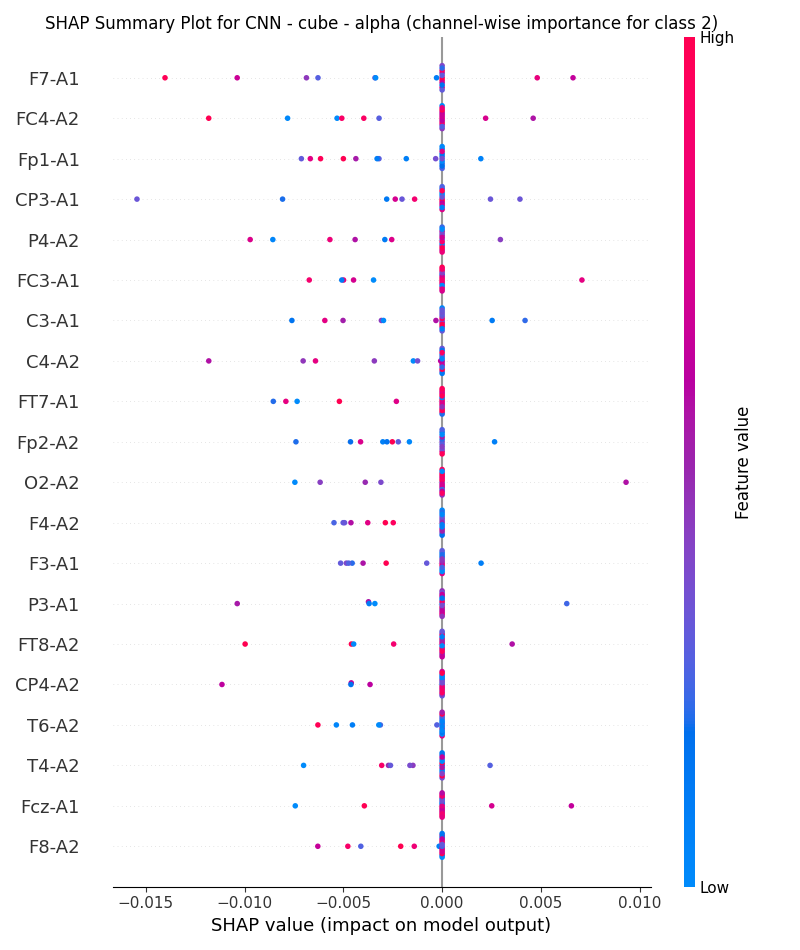 SHAP Summary Plot for CNN - cube - alpha (channel-wise importance for class 2)
High
F7-A1
FC4-A2
Fp1-A1
CP3-A1
P4-A2
FC3-A1
C3-A1
C4-A2
FT7-A1
Fp2-A2
O2-A2
F4-A2
F3-A1
P3-A1
FT8-A2
CP4-A2
T6-A2
T4-A2
Fcz-A1
F8-A2
Feature value
Low
−0.015 −0.010 −0.005 0.000 0.005 0.010
SHAP value (impact on model output)